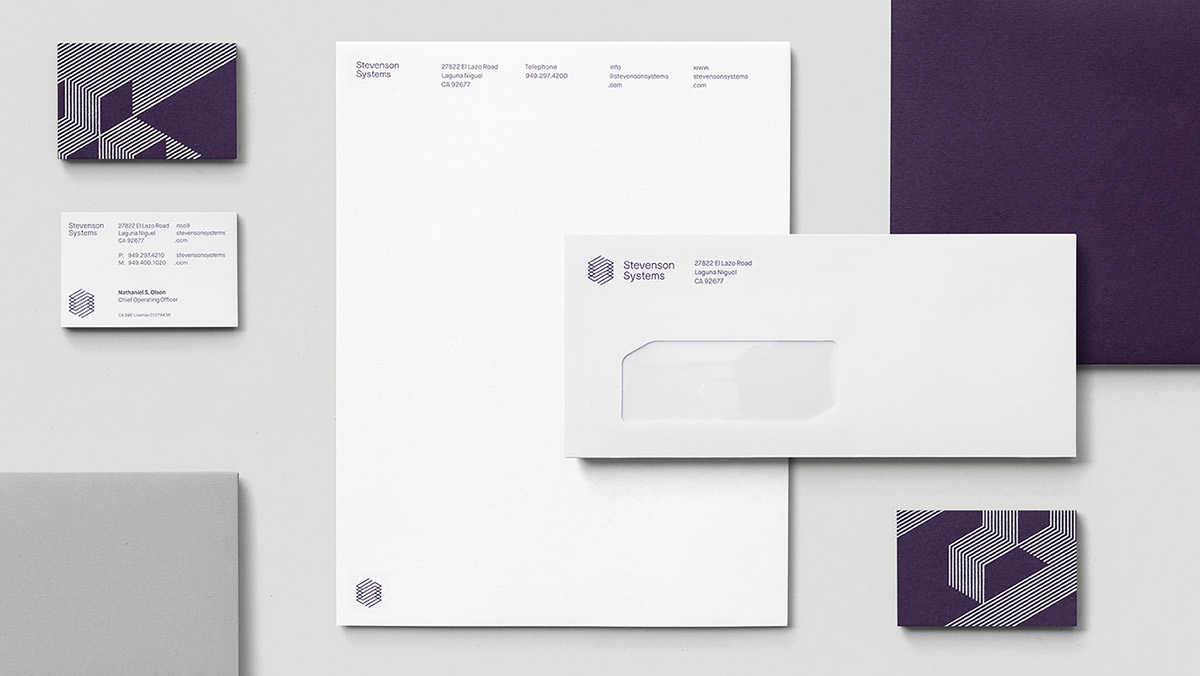 Stevenson
Systems
27822 El Lazo Road
Laguna Niguel
CA 92677
Telephone
949.297.4200
info
@stevensonsystems
.com
www.
stevensonsystems
.com
Stevenson
Systems
27822 El Lazo Road
Laguna Niguel
CA 92677
nso@
stevensonsystems
.com
P: 949.297.4210
M: 949.400.1020
stevensonsystems
.com
Nathaniel S. Olson
Chief Operating Officer
CA BRE License 01279436
Stevenson
Systems
27822 El Lazo Road
Laguna Niguel
CA 92677